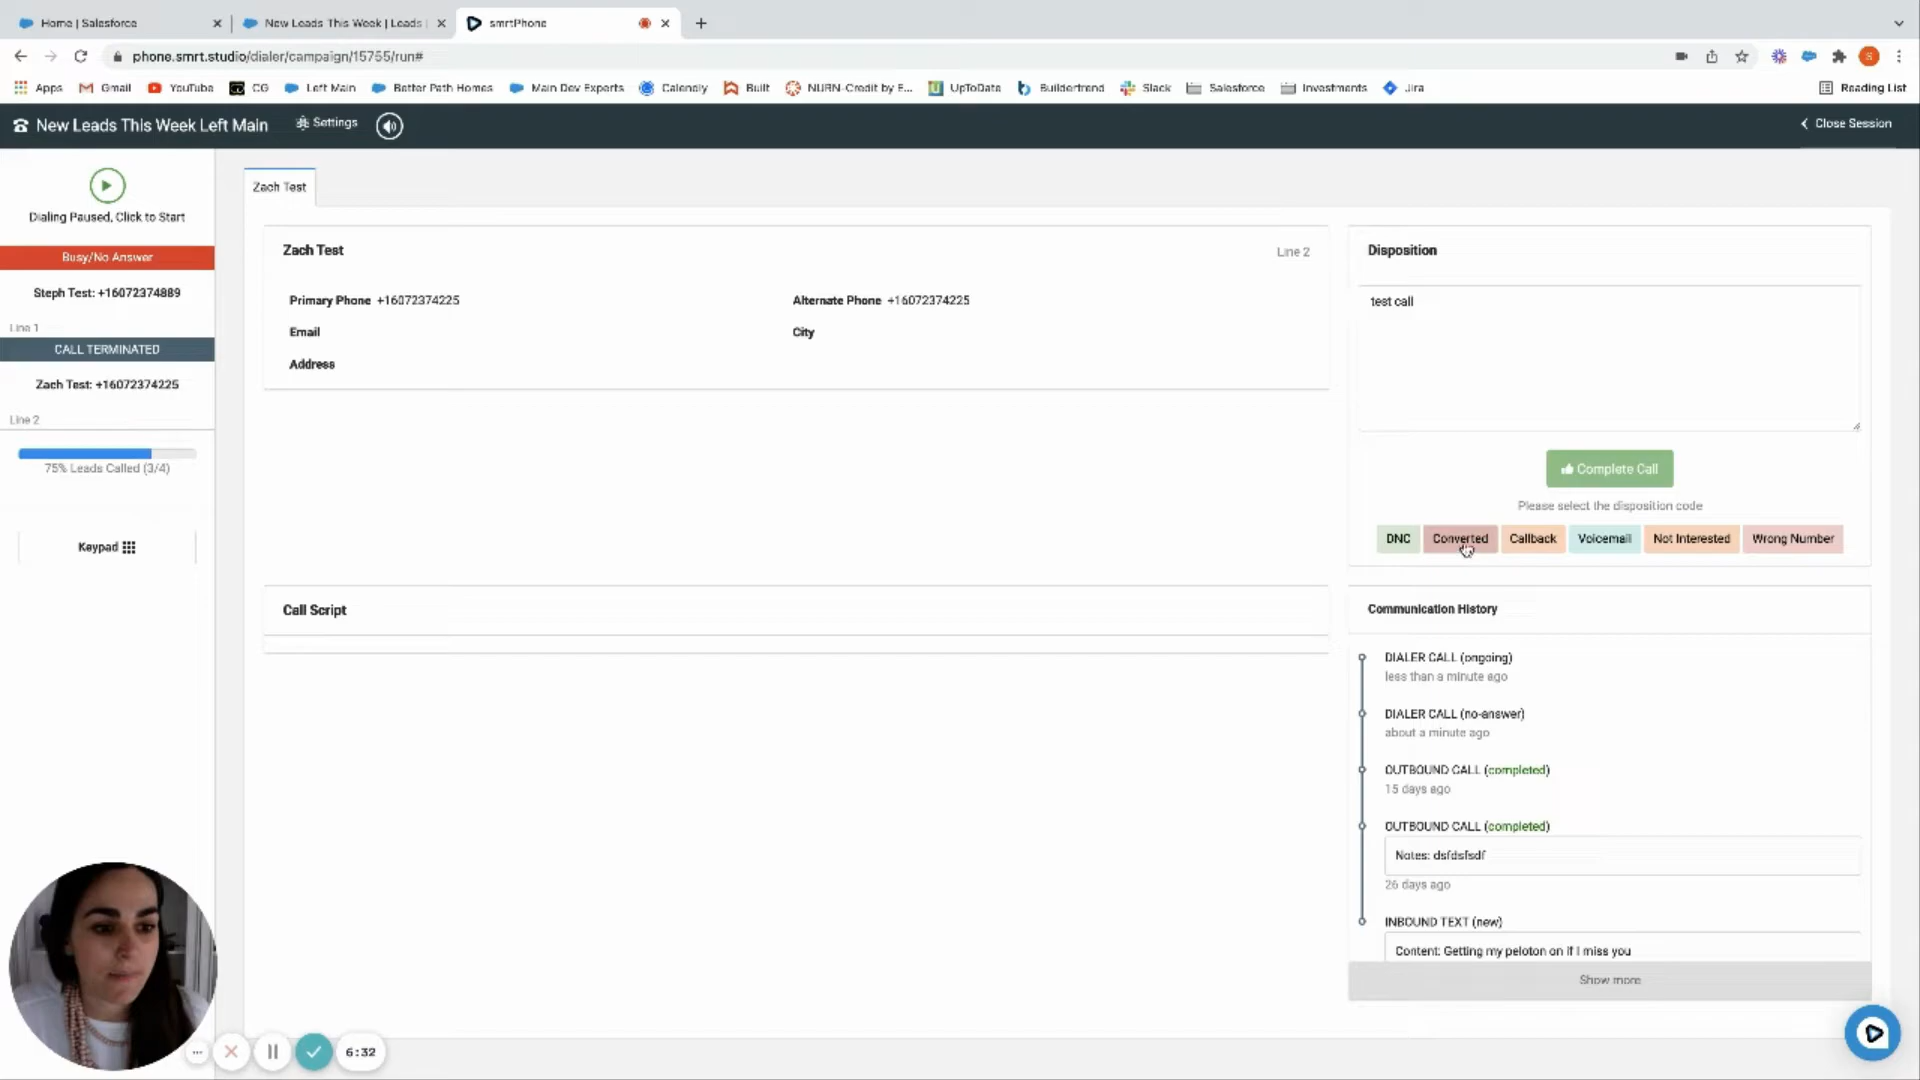 Home | Salesforce
New Leads This Week | Leads
smrtPhone
phone.smrt.studio/dialer/campaign/15755/run#
S
Apps
Gmail
YouTube
CG
Left Main
Better Path Homes
Main Dev Experts
Calendly
Built
NURN-Credit by E...
UpToDate
Buildertrend
Slack
Salesforce
Investments
Jira
Reading List
New Leads This Week Left Main
Settings
Close Session
Dialing Paused, Click to Start
Busy/No Answer
Steph Test: +16072374889
Line 1
CALL TERMINATED
Zach Test: +16072374225
Line 2
75% Leads Called (3/4)
Keypad
Zach Test
Zach Test
Line 2
Primary Phone +16072374225
Alternate Phone +16072374225
Email
City
Address
Call Script
Disposition
test call
Complete Call
Please select the disposition code
DNC
Converted
Callback
Voicemail
Not Interested
Wrong Number
Communication History
DIALER CALL (ongoing)
less than a minute ago
DIALER CALL (no-answer)
about a minute ago
OUTBOUND CALL (completed)
15 days ago
OUTBOUND CALL (completed)
Notes: dsfdsfsdf
26 days ago
INBOUND TEXT (new)
Content: Getting my peloton on if I miss you
Show more
6:32